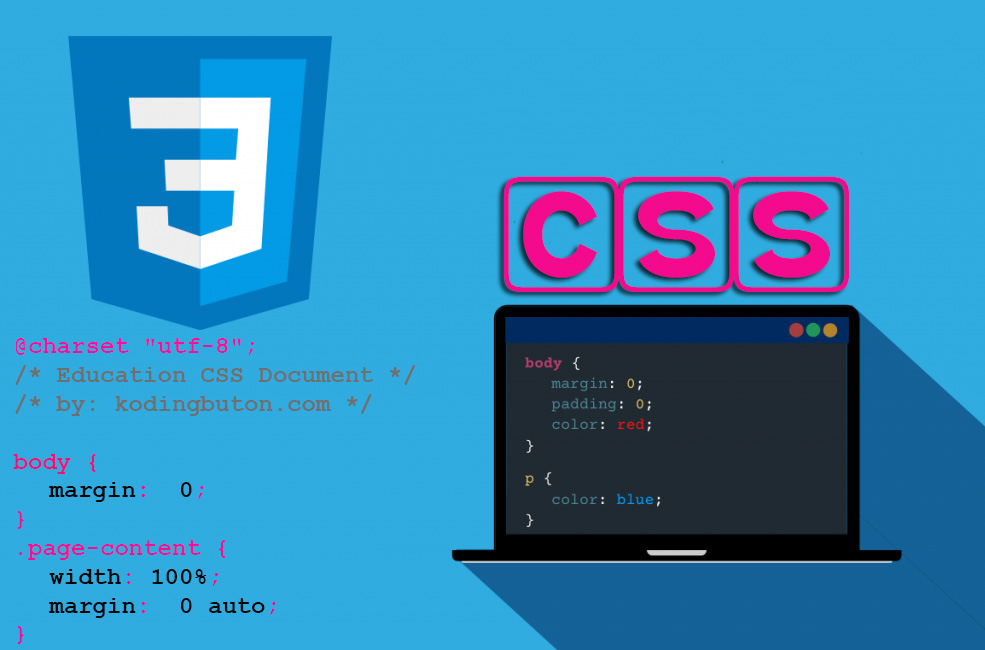 3
@charset "utf-8";
/* Education CSS Document */
/* by: kodingbuton.com */
body {
margin: 0;
}
.page-content {
width: 100%;
margin: 0 auto;
}
CSS
body {
margin: 0;
padding: 0;
color: red;
}
p {
color: blue;
}